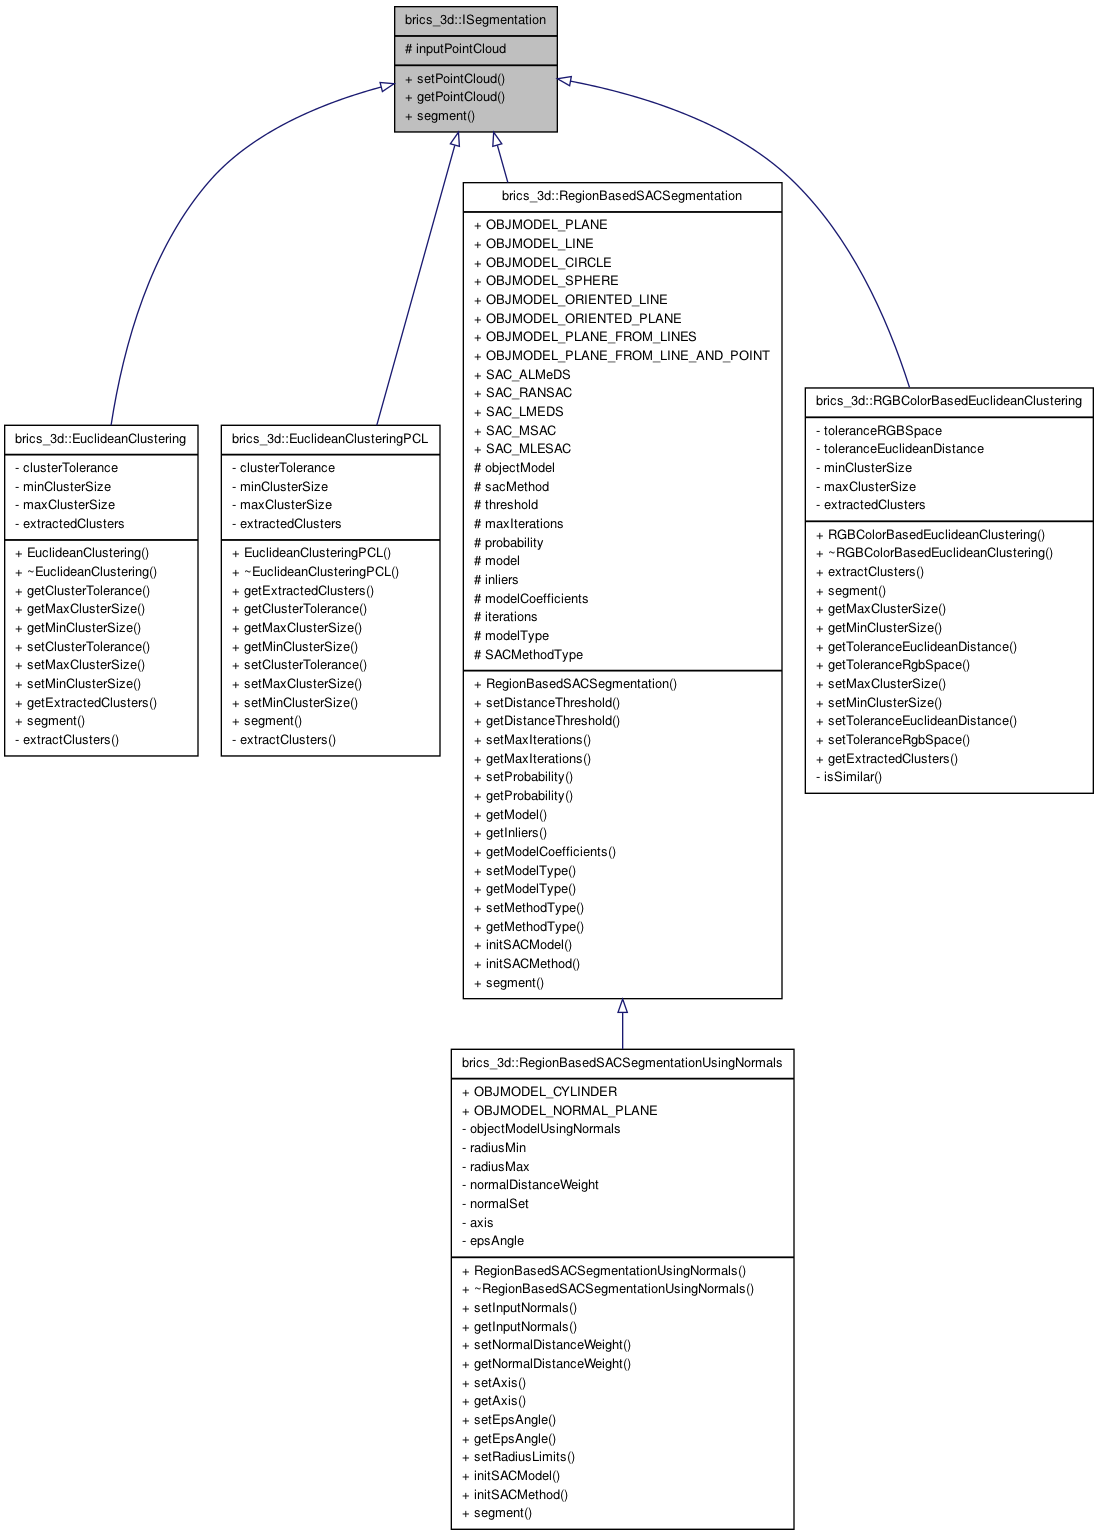 brics_3d::ISegmentation
# inputPointCloud
+ setPointCloud()
+ getPointCloud()
+ segment()
brics_3d::EuclideanClustering
- clusterTolerance
- minClusterSize
- maxClusterSize
- extractedClusters
+ EuclideanClustering()
+ ~EuclideanClustering()
+ getClusterTolerance()
+ getMaxClusterSize()
+ getMinClusterSize()
+ setClusterTolerance()
+ setMaxClusterSize()
+ setMinClusterSize()
+ getExtractedClusters()
+ segment()
- extractClusters()
brics_3d::EuclideanClusteringPCL
- clusterTolerance
- minClusterSize
- maxClusterSize
- extractedClusters
+ EuclideanClusteringPCL()
+ ~EuclideanClusteringPCL()
+ getExtractedClusters()
+ getClusterTolerance()
+ getMaxClusterSize()
+ getMinClusterSize()
+ setClusterTolerance()
+ setMaxClusterSize()
+ setMinClusterSize()
+ segment()
- extractClusters()
brics_3d::RegionBasedSACSegmentation
+ OBJMODEL_PLANE
+ OBJMODEL_LINE
+ OBJMODEL_CIRCLE
+ OBJMODEL_SPHERE
+ OBJMODEL_ORIENTED_LINE
+ OBJMODEL_ORIENTED_PLANE
+ OBJMODEL_PLANE_FROM_LINES
+ OBJMODEL_PLANE_FROM_LINE_AND_POINT
+ SAC_ALMeDS
+ SAC_RANSAC
+ SAC_LMEDS
+ SAC_MSAC
+ SAC_MLESAC
# objectModel
# sacMethod
# threshold
# maxIterations
# probability
# model
# inliers
# modelCoefficients
# iterations
# modelType
# SACMethodType
+ RegionBasedSACSegmentation()
+ setDistanceThreshold()
+ getDistanceThreshold()
+ setMaxIterations()
+ getMaxIterations()
+ setProbability()
+ getProbability()
+ getModel()
+ getInliers()
+ getModelCoefficients()
+ setModelType()
+ getModelType()
+ setMethodType()
+ getMethodType()
+ initSACModel()
+ initSACMethod()
+ segment()
brics_3d::RGBColorBasedEuclideanClustering
- toleranceRGBSpace
- toleranceEuclideanDistance
- minClusterSize
- maxClusterSize
- extractedClusters
+ RGBColorBasedEuclideanClustering()
+ ~RGBColorBasedEuclideanClustering()
+ extractClusters()
+ segment()
+ getMaxClusterSize()
+ getMinClusterSize()
+ getToleranceEuclideanDistance()
+ getToleranceRgbSpace()
+ setMaxClusterSize()
+ setMinClusterSize()
+ setToleranceEuclideanDistance()
+ setToleranceRgbSpace()
+ getExtractedClusters()
- isSimilar()
brics_3d::RegionBasedSACSegmentationUsingNormals
+ OBJMODEL_CYLINDER
+ OBJMODEL_NORMAL_PLANE
- objectModelUsingNormals
- radiusMin
- radiusMax
- normalDistanceWeight
- normalSet
- axis
- epsAngle
+ RegionBasedSACSegmentationUsingNormals()
+ ~RegionBasedSACSegmentationUsingNormals()
+ setInputNormals()
+ getInputNormals()
+ setNormalDistanceWeight()
+ getNormalDistanceWeight()
+ setAxis()
+ getAxis()
+ setEpsAngle()
+ getEpsAngle()
+ setRadiusLimits()
+ initSACModel()
+ initSACMethod()
+ segment()